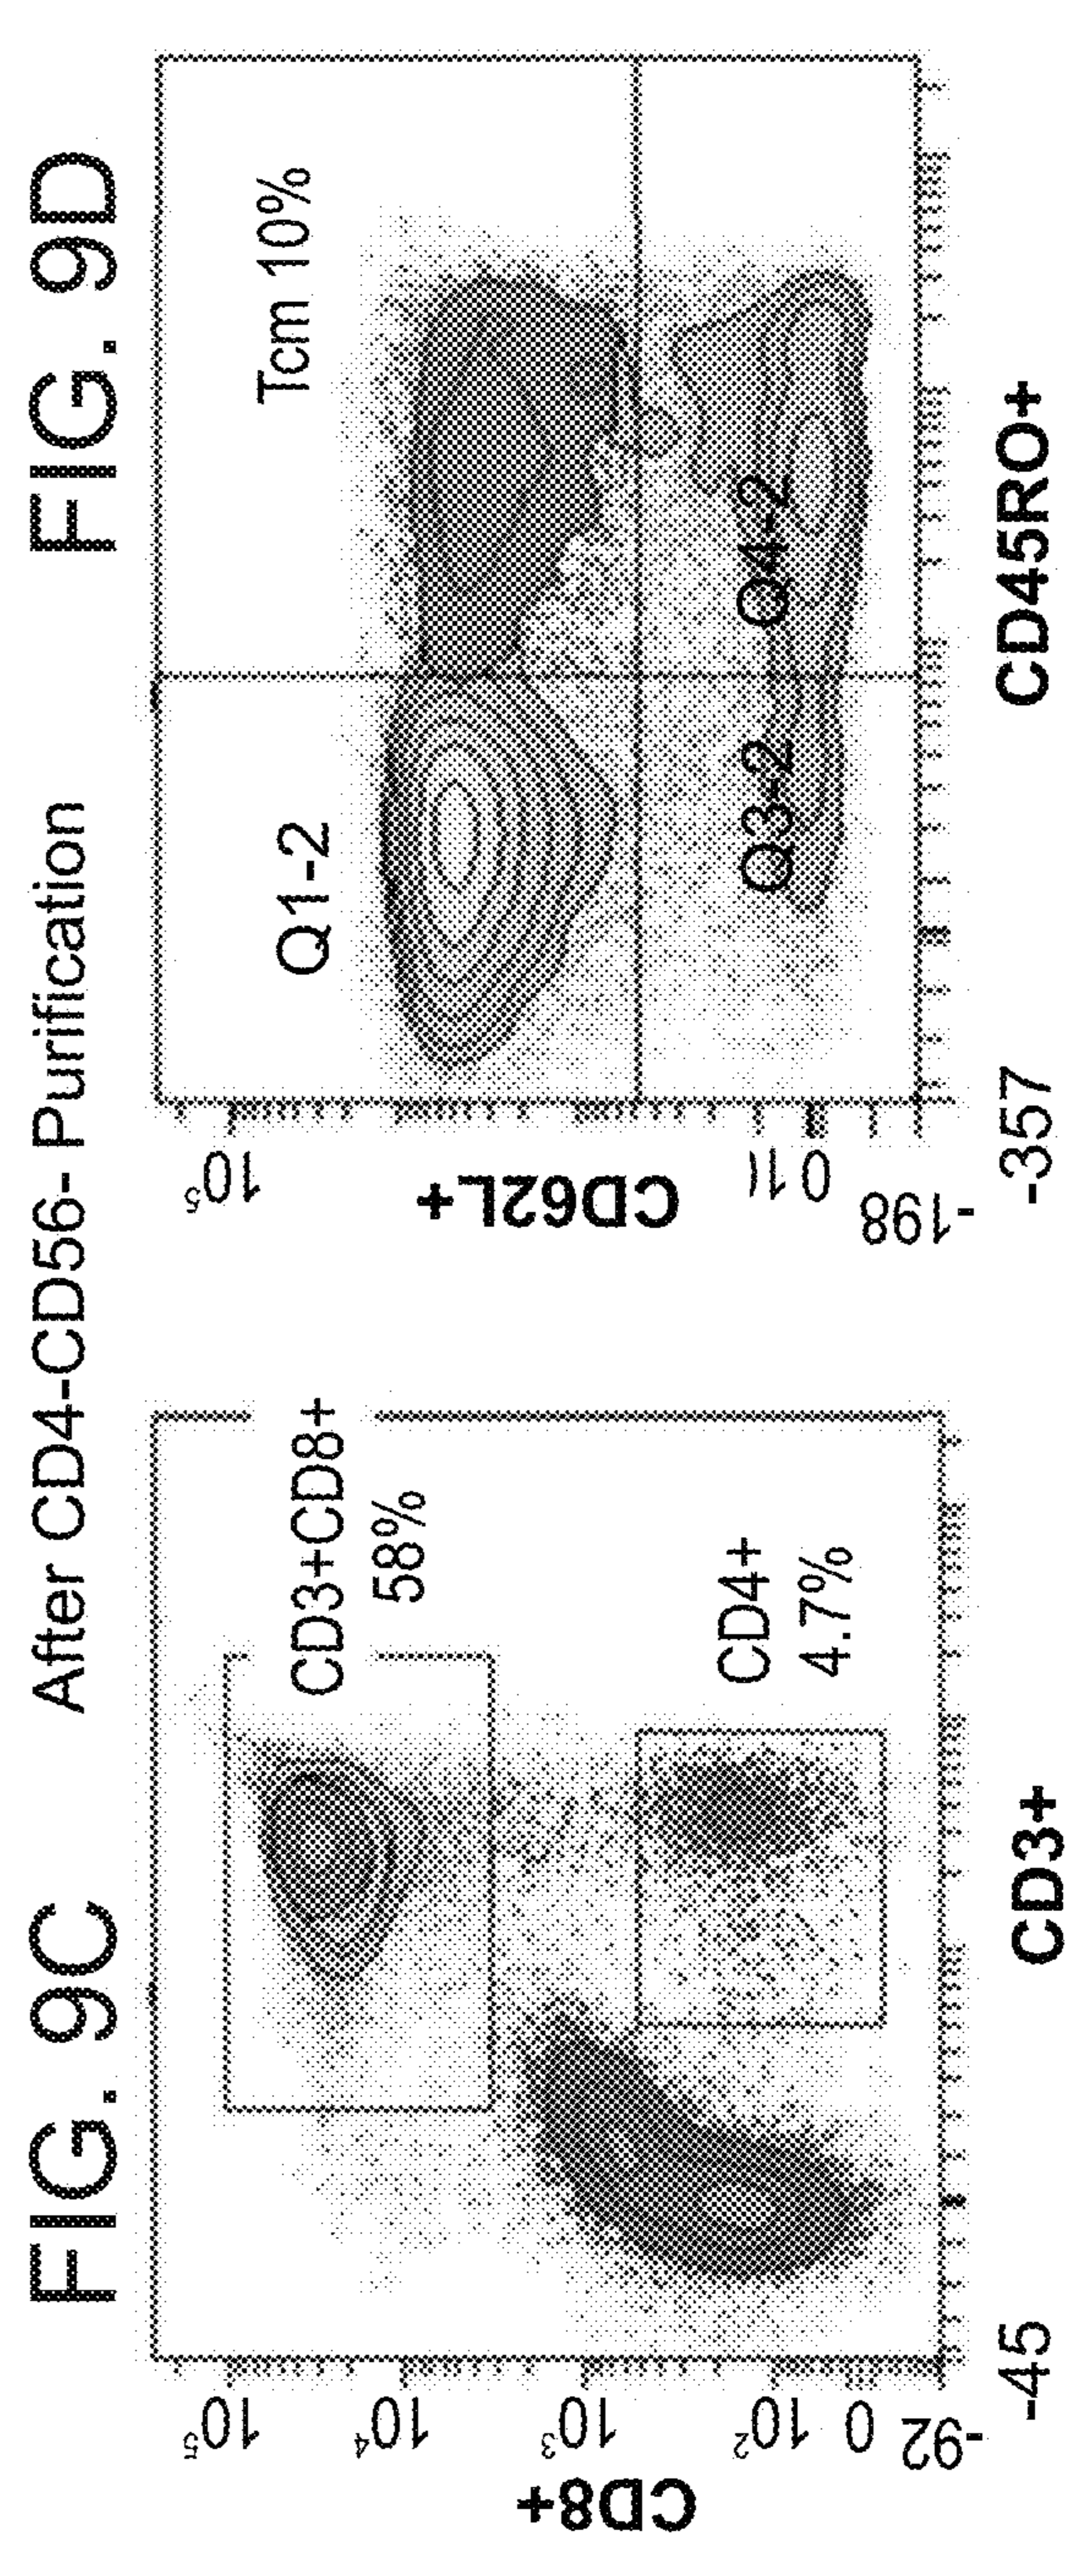 After CD4-CD56- Purification
FIG. 9C
CD3+CD8+
58%
CD4+
4.7%
10⁵
10⁴
10³
10²
0
-92
CD8+
-45
CD3+
FIG. 9D
Q1-2
Tcm 10%
Q3-2
Q4-2
10⁵
CD62L+
0
-198
-357
CD45RO+